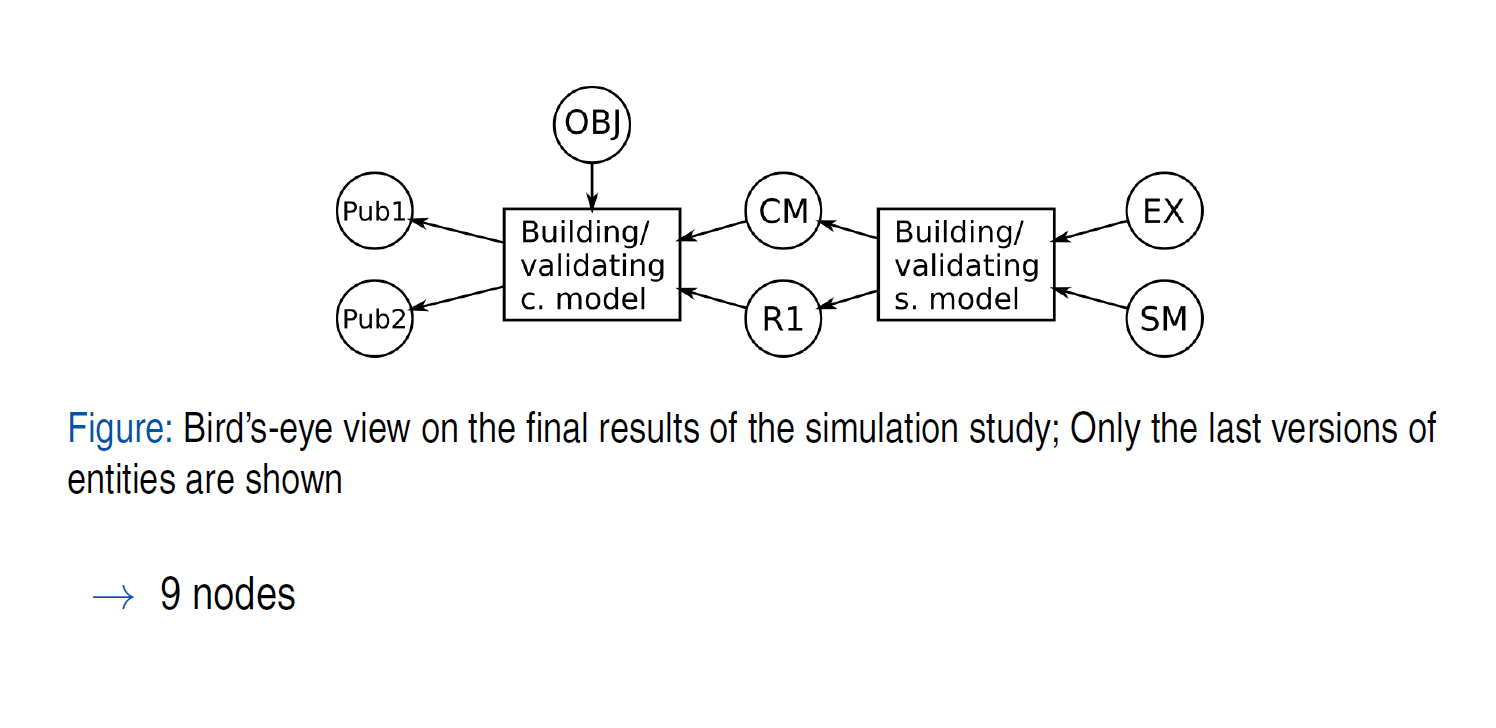 OBJ
Pub1
CM
EX
Building/
validating
c. model
Building/
validating
s. model
Pub2
R1
SM
Figure: Bird's-eye view on the final results of the simulation study; Only the last versions of
entities are shown
→ 9 nodes